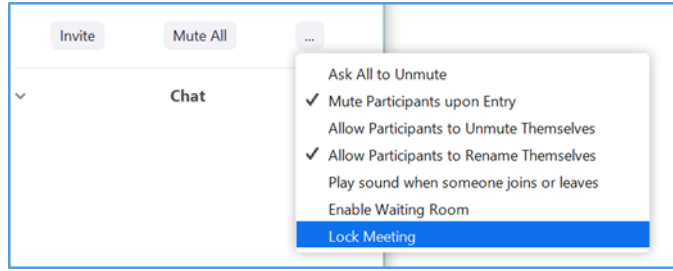 Invite Mute All ...
Ask All to Unmute
Chat
✓ Mute Participants upon Entry
Allow Participants to Unmute Themselves
✓ Allow Participants to Rename Themselves
Play sound when someone joins or leaves
Enable Waiting Room
Lock Meeting